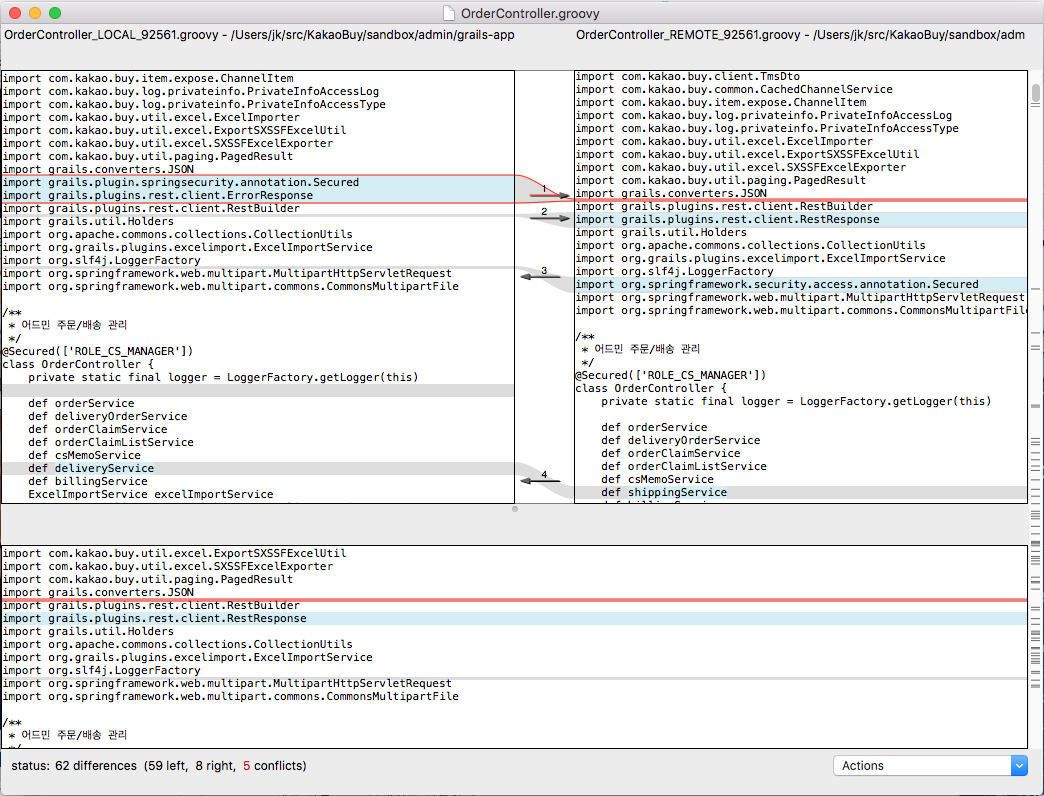 OrderController.groovy
OrderController_LOCAL_92561.groovy - /Users/jk/src/KakaoBuy/sandbox/admin/grails-app
OrderController_REMOTE_92561.groovy - /Users/jk/src/KakaoBuy/sandbox/adm
import com.kakao.buy.item.expose.ChannelItem
import com.kakao.buy.log.privateinfo.PrivateInfoAccessLog
import com.kakao.buy.log.privateinfo.PrivateInfoAccessType
import com.kakao.buy.util.excel.ExcelImporter
import com.kakao.buy.util.excel.ExportSXSSFExcelUtil
import com.kakao.buy.util.excel.SXSSFExcelExporter
import com.kakao.buy.util.paging.PagedResult
import grails.converters.JSON
import grails.plugin.springsecurity.annotation.Secured
import grails.plugins.rest.client.ErrorResponse
import grails.plugins.rest.client.RestBuilder
import grails.util.Holders
import org.apache.commons.collections.CollectionUtils
import org.grails.plugins.excelimport.ExcelImportService
import org.slf4j.LoggerFactory
import org.springframework.web.multipart.MultipartHttpServletRequest
import org.springframework.web.multipart.commons.CommonsMultipartFile
/**
 * 어드민 주문/배송 관리
 */
@Secured(['ROLE_CS_MANAGER'])
class OrderController {
    private static final logger = LoggerFactory.getLogger(this)
    def orderService
    def deliveryOrderService
    def orderClaimService
    def orderClaimListService
    def csMemoService
    def deliveryService
    def billingService
    ExcelImportService excelImportService
1
2
3
4
import com.kakao.buy.client.TmsDto
import com.kakao.buy.common.CachedChannelService
import com.kakao.buy.item.expose.ChannelItem
import com.kakao.buy.log.privateinfo.PrivateInfoAccessLog
import com.kakao.buy.log.privateinfo.PrivateInfoAccessType
import com.kakao.buy.util.excel.ExcelImporter
import com.kakao.buy.util.excel.ExportSXSSFExcelUtil
import com.kakao.buy.util.excel.SXSSFExcelExporter
import com.kakao.buy.util.paging.PagedResult
import grails.converters.JSON
import grails.plugins.rest.client.RestBuilder
import grails.plugins.rest.client.RestResponse
import grails.util.Holders
import org.apache.commons.collections.CollectionUtils
import org.grails.plugins.excelimport.ExcelImportService
import org.slf4j.LoggerFactory
import org.springframework.security.access.annotation.Secured
import org.springframework.web.multipart.MultipartHttpServletRequest
import org.springframework.web.multipart.commons.CommonsMultipartFile
/**
 * 어드민 주문/배송 관리
 */
@Secured(['ROLE_CS_MANAGER'])
class OrderController {
    private static final logger = LoggerFactory.getLogger(this)
    def orderService
    def deliveryOrderService
    def orderClaimService
    def orderClaimListService
    def csMemoService
    def shippingService
import com.kakao.buy.util.excel.ExportSXSSFExcelUtil
import com.kakao.buy.util.excel.SXSSFExcelExporter
import com.kakao.buy.util.paging.PagedResult
import grails.converters.JSON
import grails.plugins.rest.client.RestBuilder
import grails.plugins.rest.client.RestResponse
import grails.util.Holders
import org.apache.commons.collections.CollectionUtils
import org.grails.plugins.excelimport.ExcelImportService
import org.slf4j.LoggerFactory
import org.springframework.web.multipart.MultipartHttpServletRequest
import org.springframework.web.multipart.commons.CommonsMultipartFile
/**
 * 어드민 주문/배송 관리
status: 62 differences (59 left, 8 right, 5 conflicts)
Actions